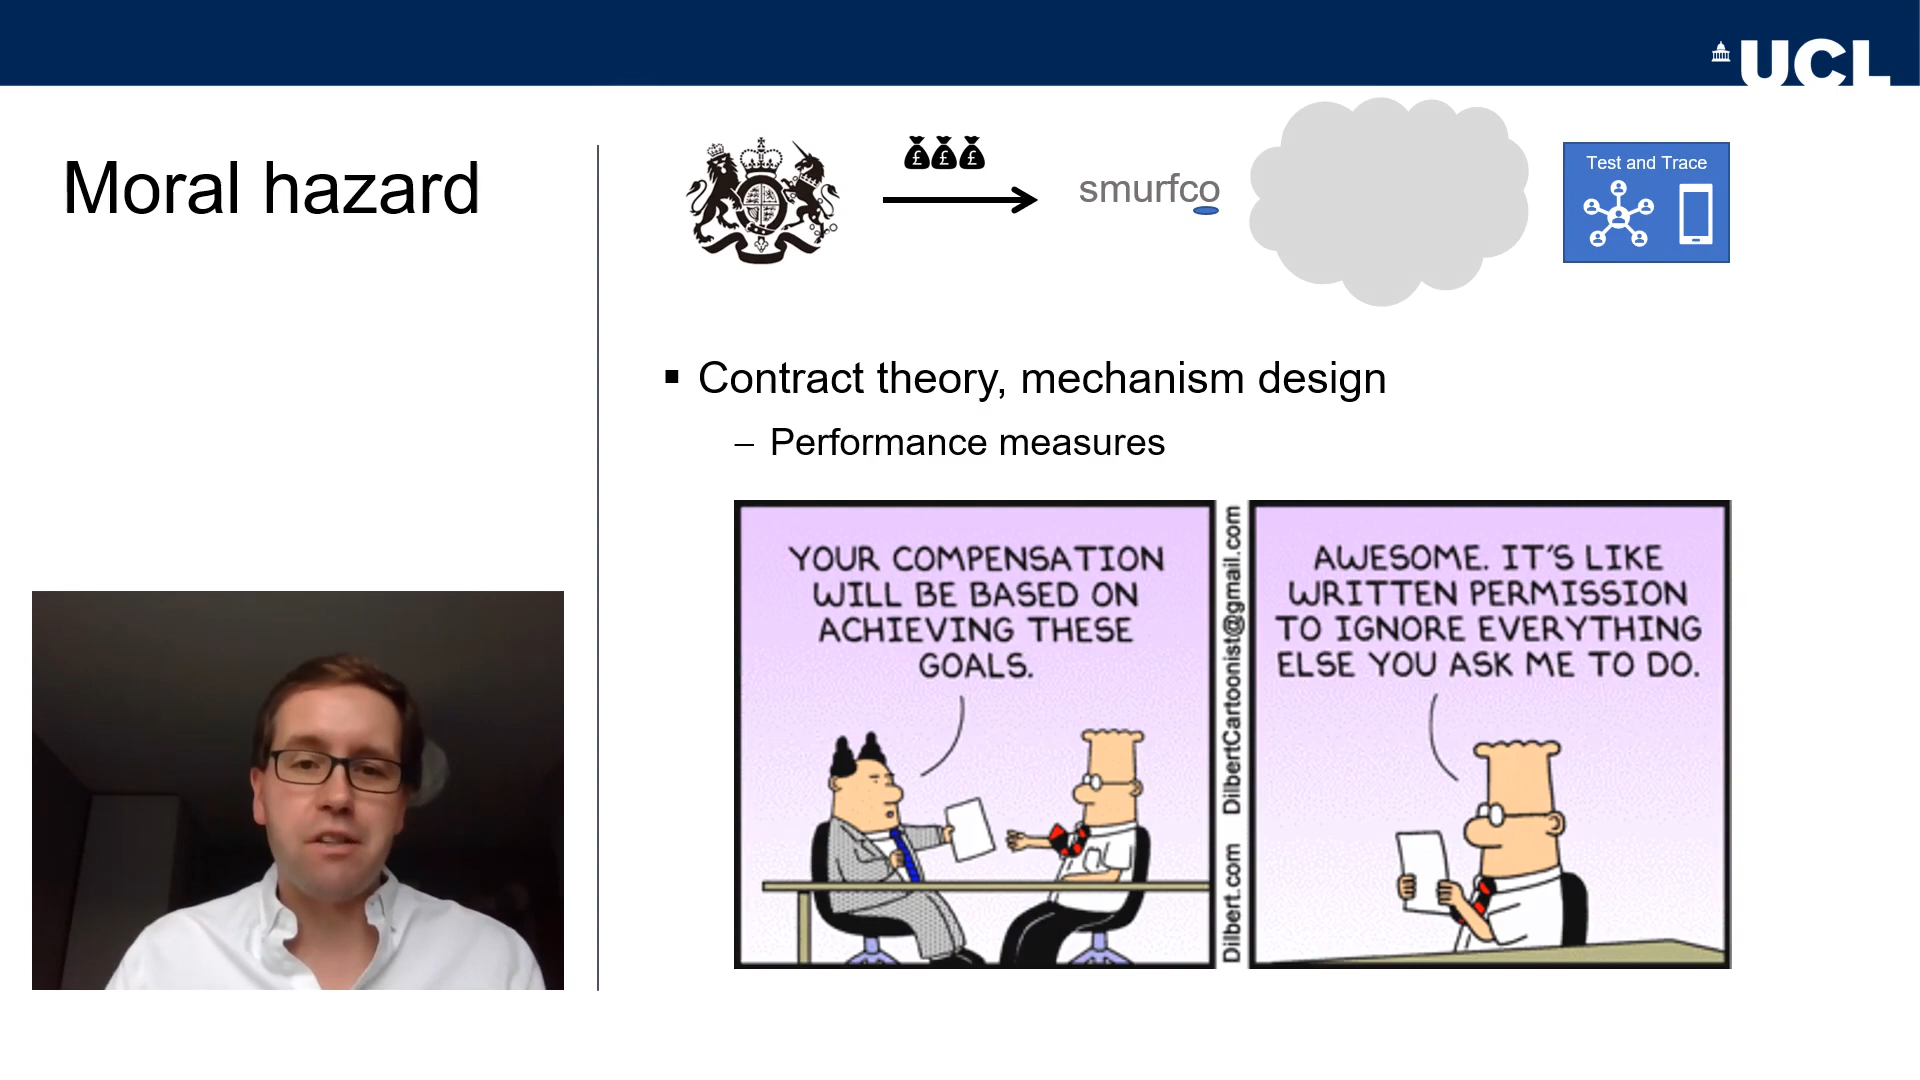 UCL
Moral hazard
£ £ £
smurfco
Test and Trace
Contract theory, mechanism design
– Performance measures
YOUR COMPENSATION
WILL BE BASED ON
ACHIEVING THESE
GOALS.
Dilbert.com DilbertCartoonist@gmail.com
AWESOME. IT'S LIKE
WRITTEN PERMISSION
TO IGNORE EVERYTHING
ELSE YOU ASK ME TO DO.